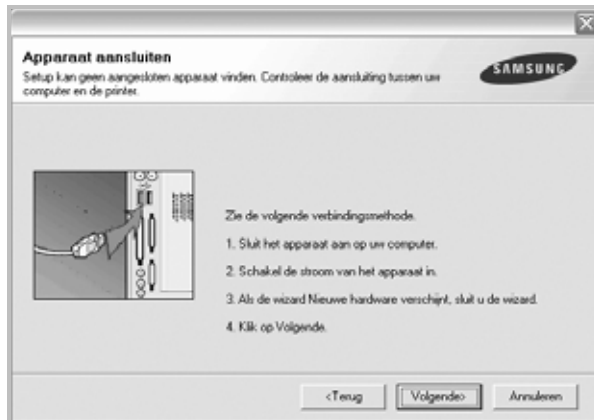 Apparaat aansluiten
Setup kan geen aangesloten apparaat vinden. Controleer de aansluiting tussen uw
computer en de printer.
SAMSUNG
Zie de volgende verbindingsmethode.
1. Sluit het apparaat aan op uw computer.
2. Schakel de stroom van het apparaat in.
3. Als de wizard Nieuwe hardware verschijnt, sluit u de wizard.
4. Klik op Volgende.
<Terug
Volgende>
Annuleren